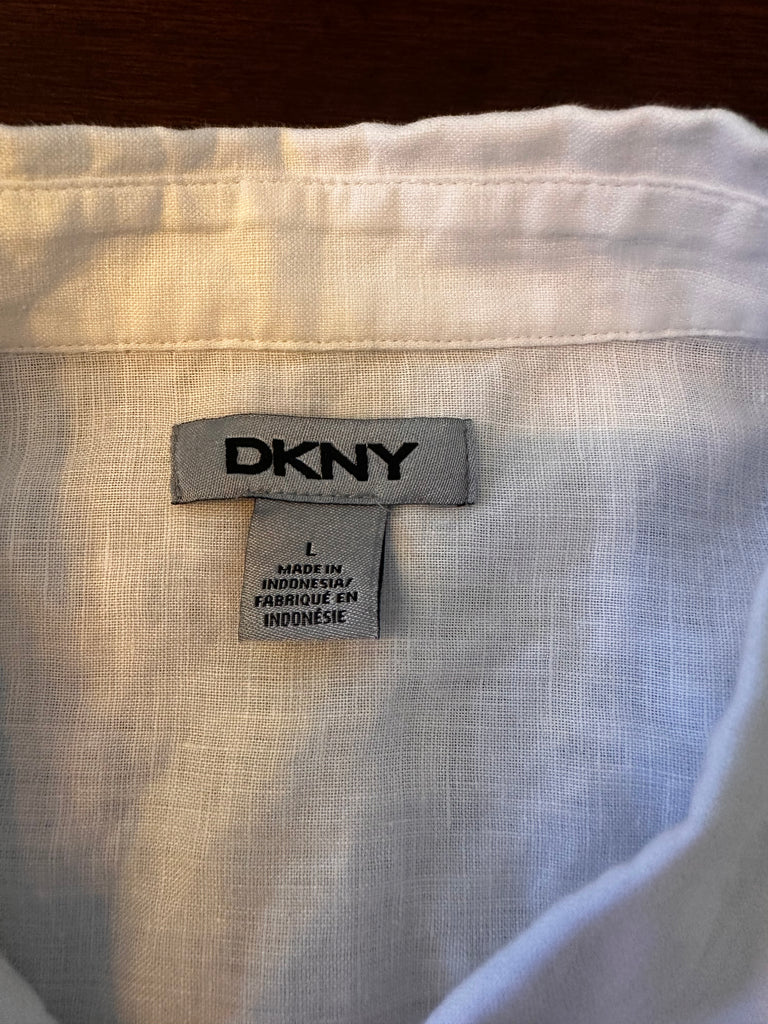 DKNY
L
MADE IN
INDONESIA/
FABRIQUÉ EN
INDONÉSIE